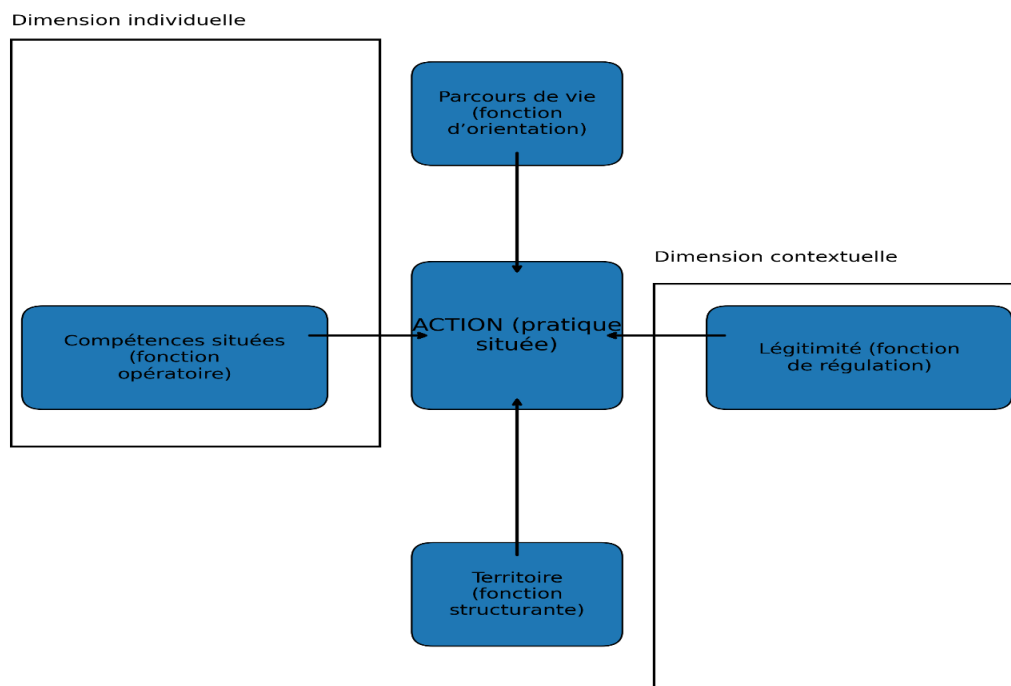 Dimension individuelle
Parcours de vie
(fonction
d’orientation)
Dimension contextuelle
ACTION (pratique
située)
Compétences situées
(fonction
opératoire)
Légitimité (fonction
de régulation)
Territoire
(fonction
structurante)